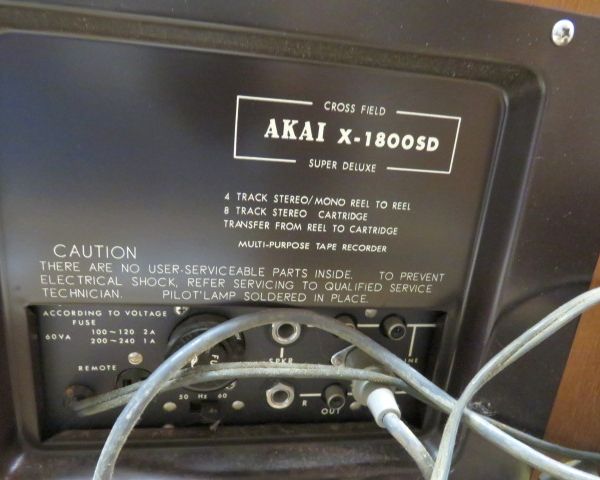 CROSS FIELD
AKAI X-1800SD
SUPER DELUXE
4 TRACK STEREO/MONO REEL TO REEL
8 TRACK STEREO CARTRIDGE
TRANSFER FROM REEL TO CARTRIDGE
MULTI-PURPOSE TAPE RECORDER
CAUTION
THERE ARE NO USER-SERVICEABLE PARTS INSIDE. TO PREVENT
ELECTRICAL SHOCK, REFER SERVICING TO QUALIFIED SERVICE
TECHNICIAN. PILOT LAMP SOLDERED IN PLACE.
ACCORDING TO VOLTAGE
FUSE
60VA 100~120 2A
200~240 1A
REMOTE
SPKR
50 Hz 60
R
OUT